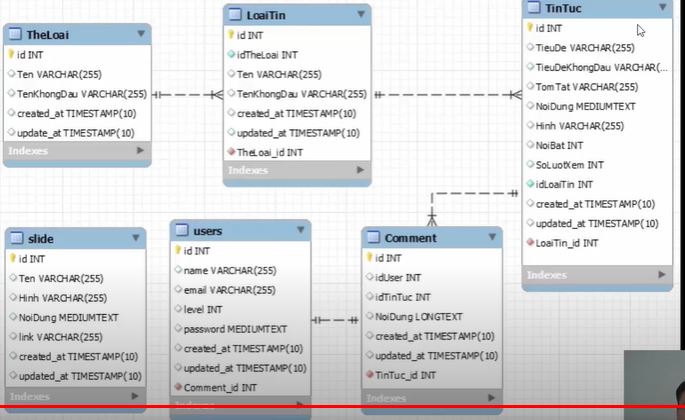 TheLoai
id INT
Ten VARCHAR(255)
TenKhongDau VARCHAR(255)
created_at TIMESTAMP(10)
update_at TIMESTAMP(10)
Indexes
LoaiTin
id INT
idTheLoai INT
Ten VARCHAR(255)
TenKhongDau VARCHAR(255)
created_at TIMESTAMP(10)
updated_at TIMESTAMP(10)
TheLoai_id INT
Indexes
TinTuc
id INT
TieuDe VARCHAR(255)
TieuDeKhongDau VARCHAR(...
TomTat VARCHAR(255)
NoiDung MEDIUMTEXT
Hinh VARCHAR(255)
NoiBat INT
SoLuotXem INT
idLoaiTin INT
created_at TIMESTAMP(10)
updated_at TIMESTAMP(10)
LoaiTin_id INT
Indexes
slide
id INT
Ten VARCHAR(255)
Hinh VARCHAR(255)
NoiDung MEDIUMTEXT
link VARCHAR(255)
created_at TIMESTAMP(10)
updated_at TIMESTAMP(10)
Indexes
users
id INT
name VARCHAR(255)
email VARCHAR(255)
level INT
password MEDIUMTEXT
created_at TIMESTAMP(10)
updated_at TIMESTAMP(10)
Comment_id INT
Indexes
Comment
id INT
idUser INT
idTinTuc INT
NoiDung LONGTEXT
created_at TIMESTAMP(10)
updated_at TIMESTAMP(10)
TinTuc_id INT
Indexes